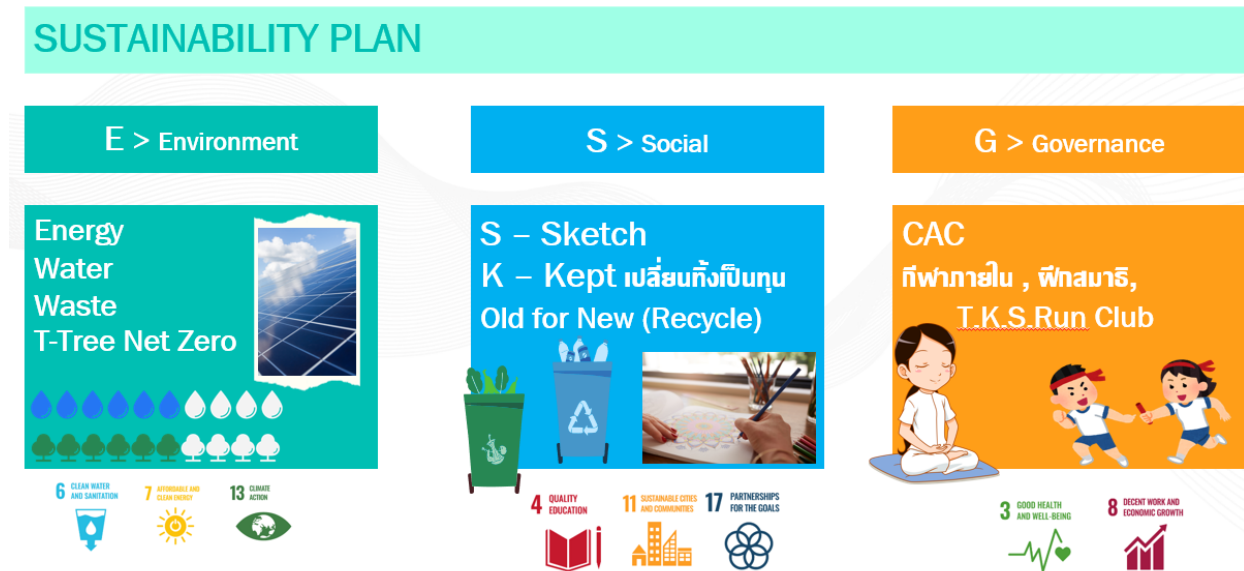 SUSTAINABILITY PLAN
E > Environment
S > Social
G > Governance
Energy
Water
Waste
T-Tree Net Zero
S – Sketch
K – Kept เปลี่ยนทิ้งเป็นทุน
Old for New (Recycle)
CAC
กีฬาภายใน , ฝึกสมาธิ,
T.K.S.Run Club
6 CLEAN WATER
AND SANITATION
7 AFFORDABLE AND
CLEAN ENERGY
13 CLIMATE
ACTION
4 QUALITY
EDUCATION
11 SUSTAINABLE CITIES
AND COMMUNITIES
17 PARTNERSHIPS
FOR THE GOALS
3 GOOD HEALTH
AND WELL-BEING
8 DECENT WORK AND
ECONOMIC GROWTH